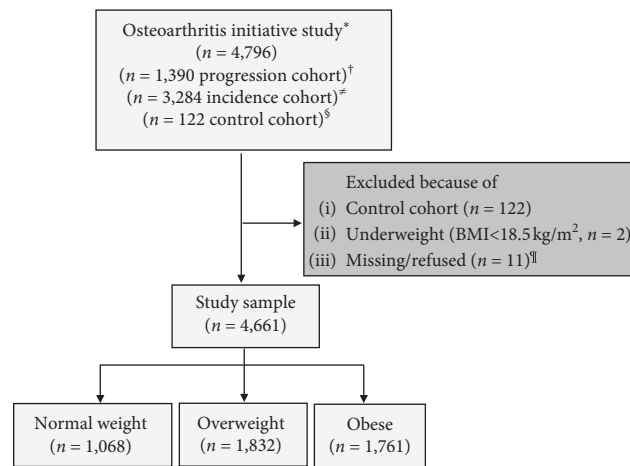 Osteoarthritis initiative study*
(n = 4,796)
(n = 1,390 progression cohort)†
(n = 3,284 incidence cohort)≠
(n = 122 control cohort)§
Excluded because of
(i) Control cohort (n = 122)
(ii) Underweight (BMI<18.5 kg/m², n = 2)
(iii) Missing/refused (n = 11)¶
Study sample
(n = 4,661)
Normal weight
(n = 1,068)
Overweight
(n = 1,832)
Obese
(n = 1,761)